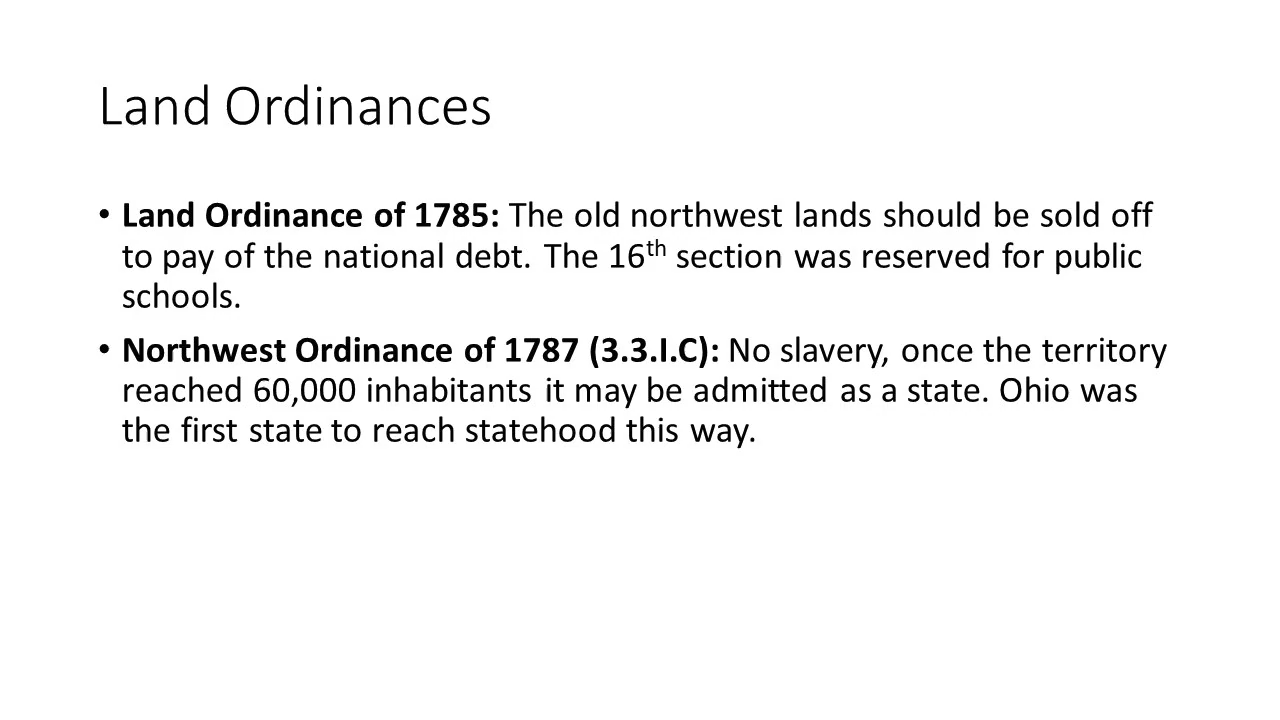 Land Ordinances
• Land Ordinance of 1785: The old northwest lands should be sold off
to pay of the national debt. The 16th section was reserved for public
schools.
• Northwest Ordinance of 1787 (3.3.I.C): No slavery, once the territory
reached 60,000 inhabitants it may be admitted as a state. Ohio was
the first state to reach statehood this way.